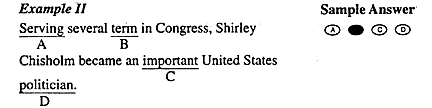 Example II
Sample Answer
Serving several term in Congress, Shirley
A B
Ⓐ ● Ⓒ Ⓓ
Chisholm became an important United States
C
politician.
D